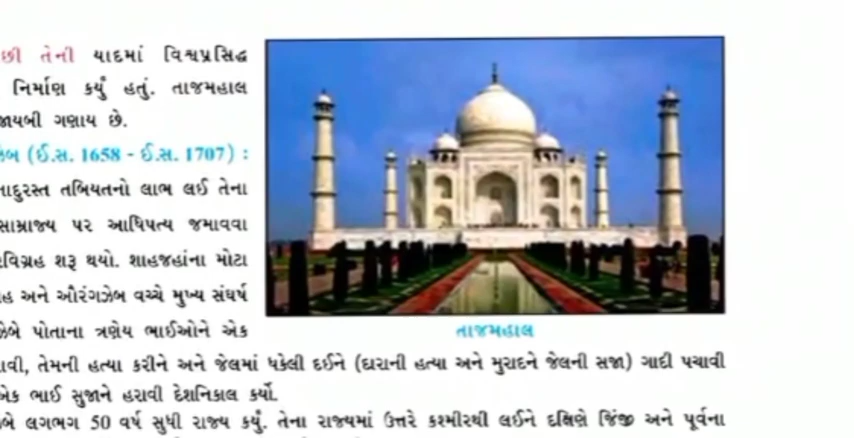 છી તેની યાદમાં વિશ્વપ્રસિદ્ધ
નિર્માણ કર્યું હતું. તાજમહાલ
જાયબી ગણાય છે.
ઝેબ (ઈ.સ. 1658 - ઈ.સ. 1707) :
નાદુરસ્ત તબિયતનો લાભ લઈ તેના
સામ્રાજ્ય પર આધિપત્ય જમાવવા
વિગ્રહ શરૂ થયો. શાહજહાંના મોટા
હ અને ઔરંગઝેબ વચ્ચે મુખ્ય સંઘર્ષ
ઝેબે પોતાના ત્રણેય ભાઈઓને એક
તાજમહાલ
ાવી, તેમની હત્યા કરીને અને જેલમાં ધકેલી દઈને (દારાની હત્યા અને મુરાદને જેલની સજા) ગાદી પચાવી
એક ભાઈ સુજાને હરાવી દેશનિકાલ કર્યો.
બે લગભગ 50 વર્ષ સુધી રાજ્ય કર્યું. તેના રાજ્યમાં ઉત્તરે કશ્મીરથી લઈને દક્ષિણે જિંજી અને પૂર્વના